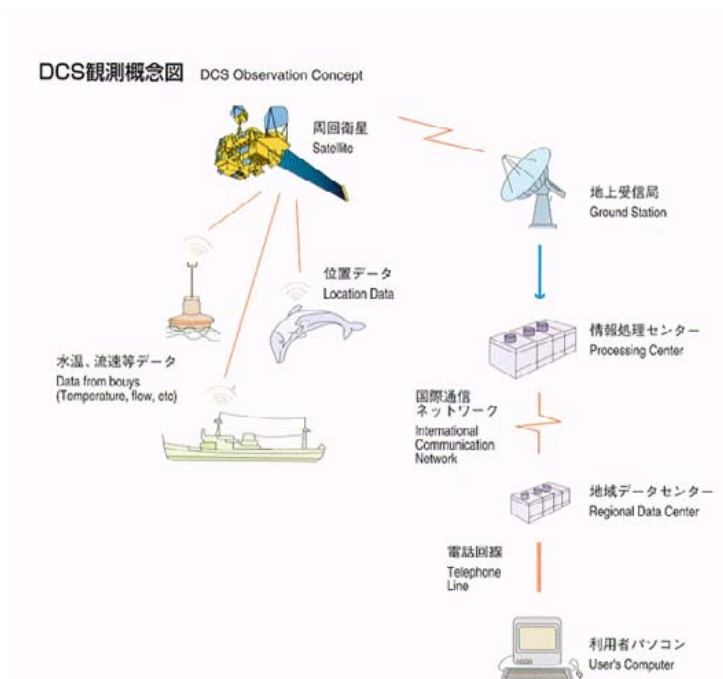 DCS観測概念図 DCS Observation Concept
周回衛星
Satellite
地上受信局
Ground Station
位置データ
Location Data
水温、流速等データ
Data from bouys
(Temperature, flow, etc)
情報処理センター
Processing Center
国際通信
ネットワーク
International
Communication
Network
地域データセンター
Regional Data Center
電話回線
Telephone
Line
利用者パソコン
User's Computer